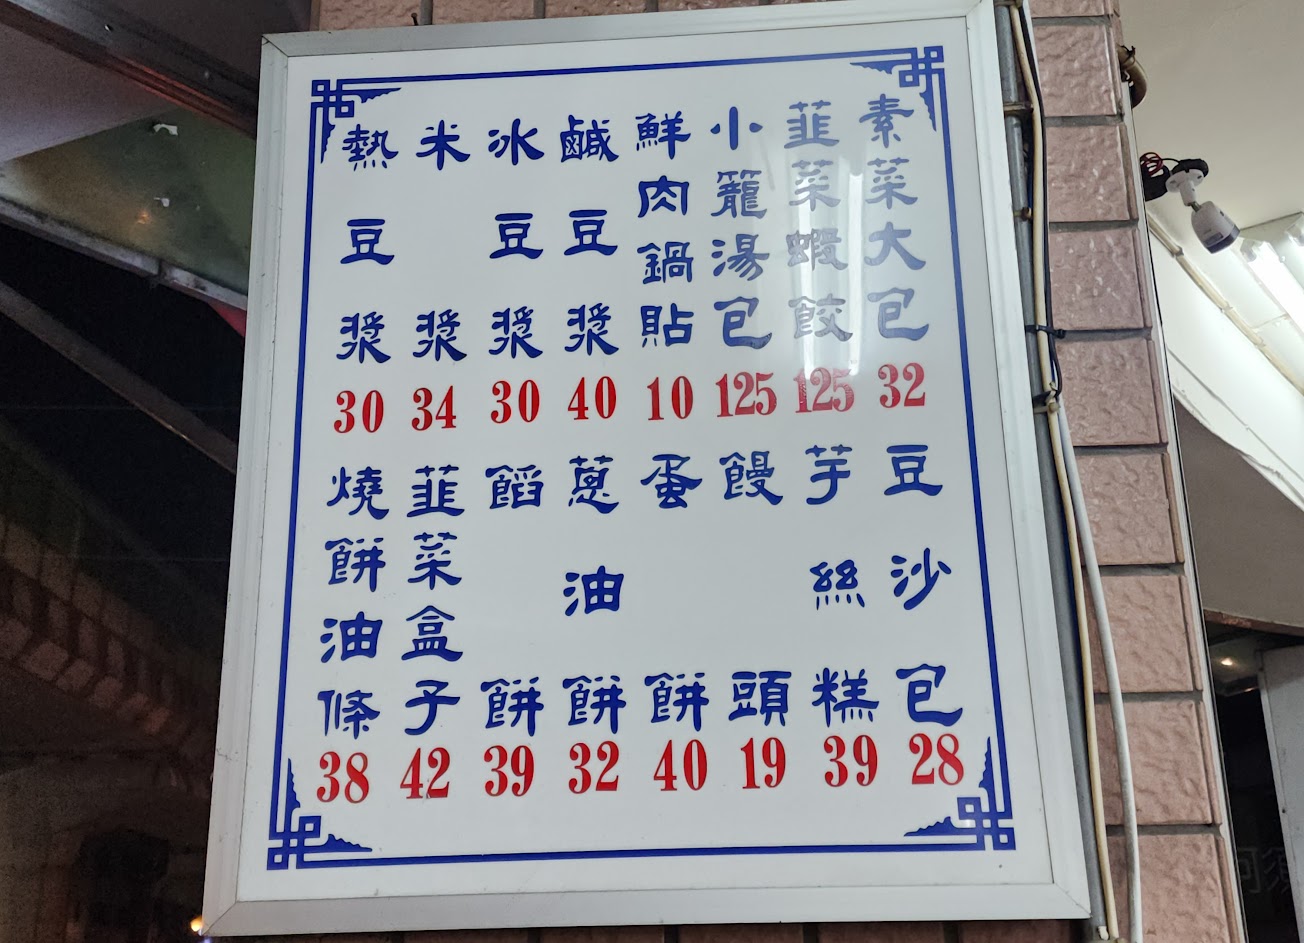 素菜大包 32
韮菜蝦餃 125
小籠湯包 125
鮮肉鍋貼 10
鹹豆漿 40
冰豆漿 30
米漿 34
熱豆漿 30
豆沙包 28
芋絲糕 39
饅頭 19
蛋餅 40
蔥油餅 32
餡餅 39
韮菜盒子 42
燒餅油條 38